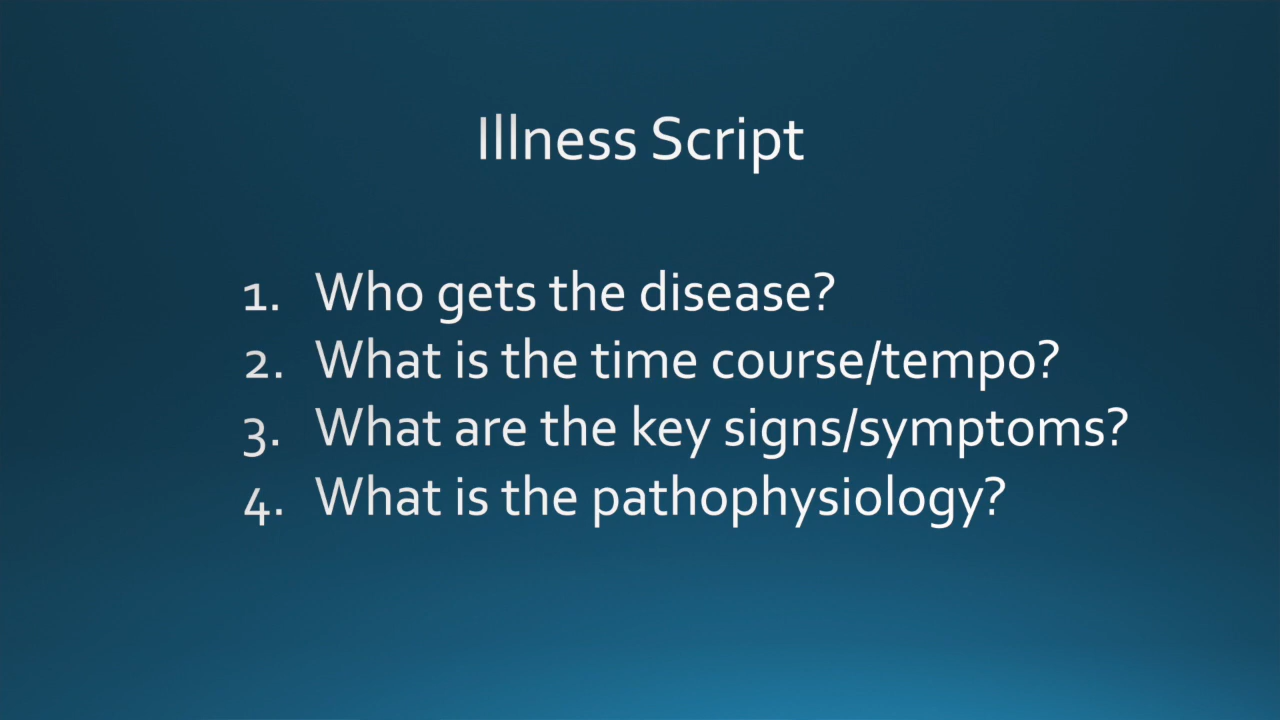 Illness Script
1. Who gets the disease?
2. What is the time course/tempo?
3. What are the key signs/symptoms?
4. What is the pathophysiology?